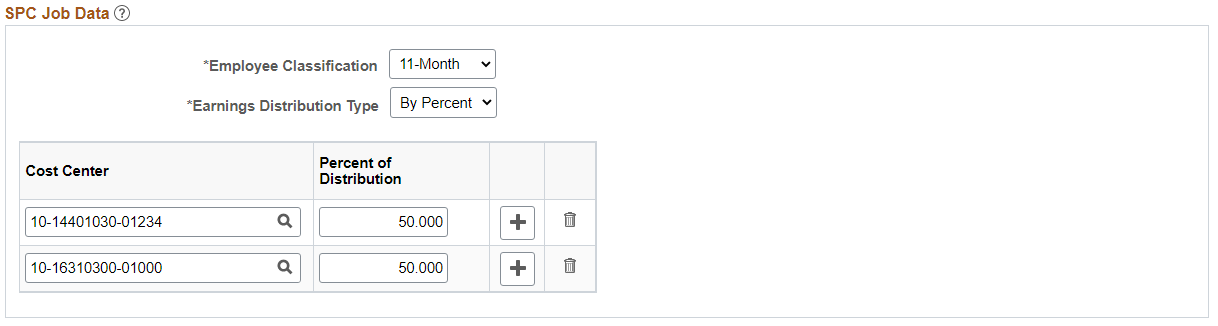 SPC Job Data ?
*Employee Classification 11-Month
*Earnings Distribution Type By Percent
Cost Center Percent of
Distribution
10-14401030-01234 50.000
10-16310300-01000 50.000